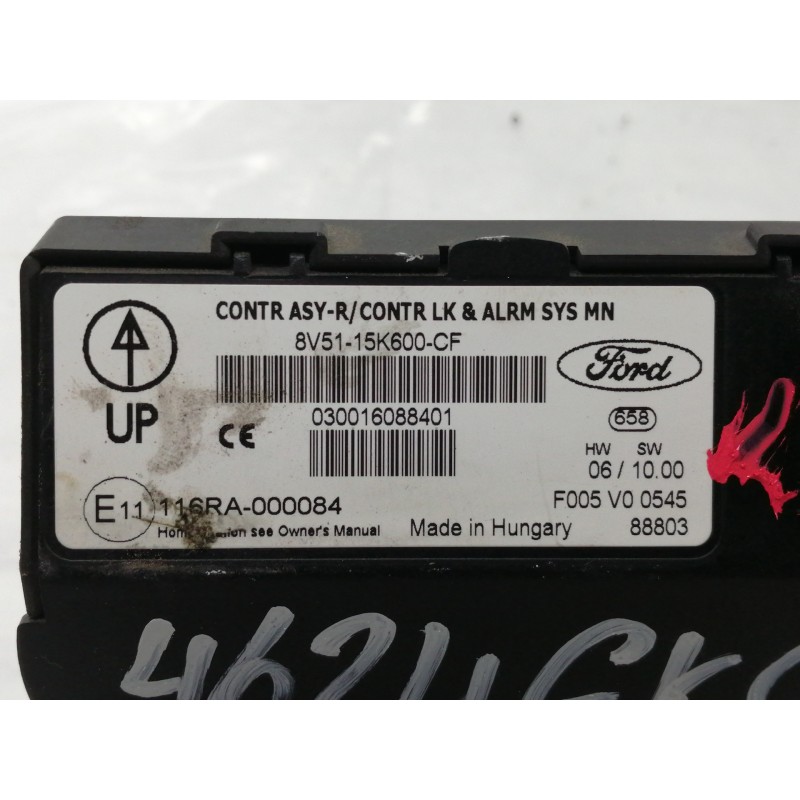 CONTR ASY-R/CONTR LK & ALRM SYS MN
8V51-15K600-CF
Ford
UP
CE
030016088401
658
HW SW
06 / 10.00
E11 116RA-000084
F005 V0 0545
see Owner's Manual
Made in Hungary
88803